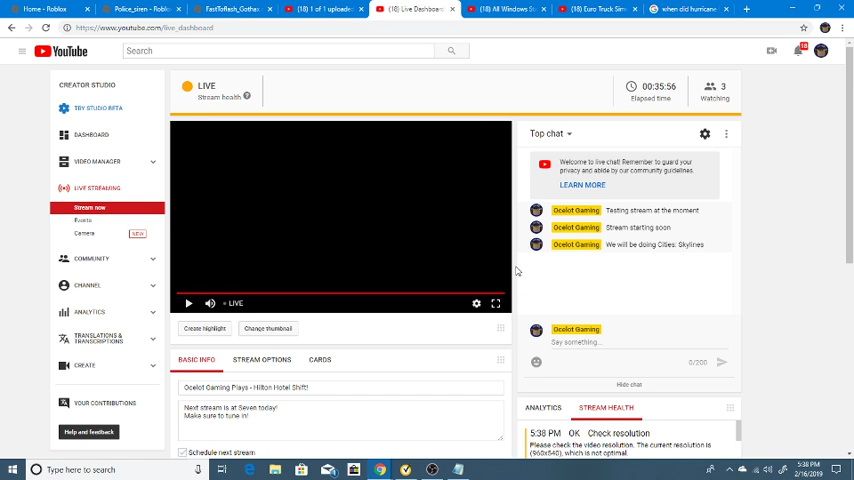 Home - Roblox
Police_siren - Roblo
FastToflash_Gothax
(18) 1 of 1 uploade
(18) Live Dashboar
(18) All Windows St
(18) Euro Truck Sim
when did hurricane
https://www.youtube.com/live_dashboard
YouTube
Search
18
CREATOR STUDIO
TRY STUDIO BETA
DASHBOARD
VIDEO MANAGER
LIVE STREAMING
Stream now
Events
Camera
NEW
COMMUNITY
CHANNEL
ANALYTICS
TRANSLATIONS &
TRANSCRIPTIONS
CREATE
YOUR CONTRIBUTIONS
Help and feedback
LIVE
Stream health
00:35:56
Elapsed time
3
Watching
LIVE
Create highlight
Change thumbnail
BASIC INFO
STREAM OPTIONS
CARDS
Ocelot Gaming Plays - Hilton Hotel Shift!
Next stream is at Seven today!
Make sure to tune in!
Schedule next stream
Top chat
Welcome to live chat! Remember to guard your
privacy and abide by our community guidelines.
LEARN MORE
Ocelot Gaming Testing stream at the moment
Ocelot Gaming Stream starting soon
Ocelot Gaming We will be doing Cities: Skylines
Ocelot Gaming
Say something...
0/200
Hide chat
ANALYTICS
STREAM HEALTH
5:38 PM OK Check resolution
Please check the video resolution. The current resolution is
(960x540), which is not optimal.
Type here to search
5:38 PM
2/16/2019